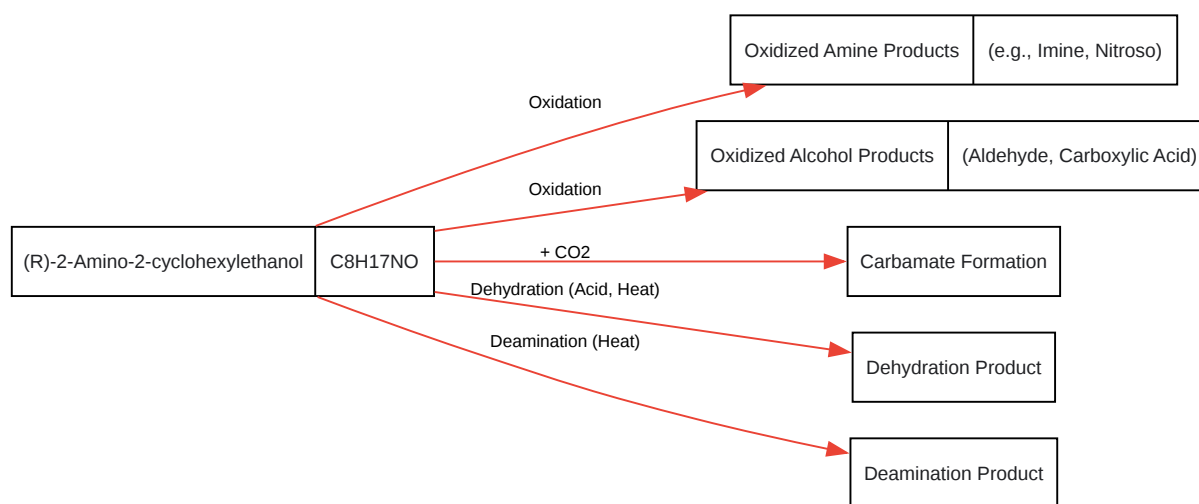 Oxidized Amine Products (e.g., Imine, Nitroso)
Oxidation
Oxidized Alcohol Products (Aldehyde, Carboxylic Acid)
Oxidation
(R)-2-Amino-2-cyclohexylethanol C8H17NO
+ CO2
Carbamate Formation
Dehydration (Acid, Heat)
Deamination (Heat)
Dehydration Product
Deamination Product